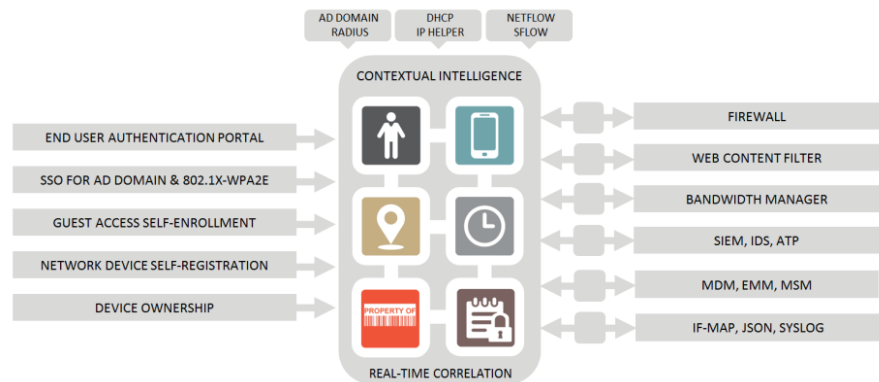 AD DOMAIN
RADIUS
DHCP
IP HELPER
NETFLOW
SFLOW
CONTEXTUAL INTELLIGENCE
END USER AUTHENTICATION PORTAL
SSO FOR AD DOMAIN & 802.1X-WPA2E
GUEST ACCESS SELF-ENROLLMENT
NETWORK DEVICE SELF-REGISTRATION
DEVICE OWNERSHIP
PROPERTY OF
FIREWALL
WEB CONTENT FILTER
BANDWIDTH MANAGER
SIEM, IDS, ATP
MDM, EMM, MSM
IF-MAP, JSON, SYSLOG
REAL-TIME CORRELATION